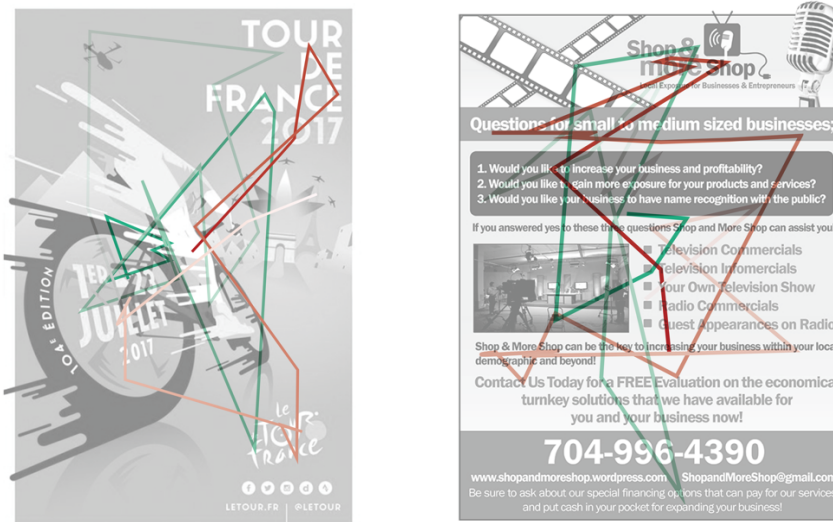 TOUR
DE
FRANCE
2017
104E ÉDITION
1ER - 23
JUILLET
2017
le
TOUR
de
FRANCE
LETOUR.FR | @LETOUR
Shop &
more Shop
Local Exposure for Businesses & Entrepreneurs
Questions for small to medium sized businesses:
1. Would you like to increase your business and profitability?
2. Would you like to gain more exposure for your products and services?
3. Would you like your business to have name recognition with the public?
If you answered yes to these three questions Shop and More Shop can assist you
Television Commercials
Television Infomercials
Your Own Television Show
Radio Commercials
Guest Appearances on Radio
Shop & More Shop can be the key to increasing your business within your loca
demographic and beyond!
Contact Us Today for a FREE Evaluation on the economica
turnkey solutions that we have available for
you and your business now!
704-996-4390
www.shopandmoreshop.wordpress.com ShopandMoreShop@gmail.com
Be sure to ask about our special financing options that can pay for our services
and put cash in your pocket for expanding your business!